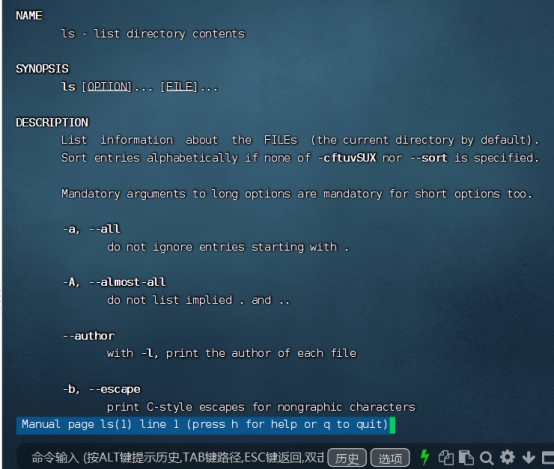 NAME
ls - list directory contents
SYNOPSIS
ls [OPTION]... [FILE]...
DESCRIPTION
List information about the FILEs (the current directory by default).
Sort entries alphabetically if none of -cftuvSUX nor --sort is specified.
Mandatory arguments to long options are mandatory for short options too.
-a, --all
do not ignore entries starting with .
-A, --almost-all
do not list implied . and ..
--author
with -l, print the author of each file
-b, --escape
print C-style escapes for nongraphic characters
Manual page ls(1) line 1 (press h for help or q to quit)
命令输入 (按ALT键提示历史,TAB键路径,ESC键返回,双击 历史 选项